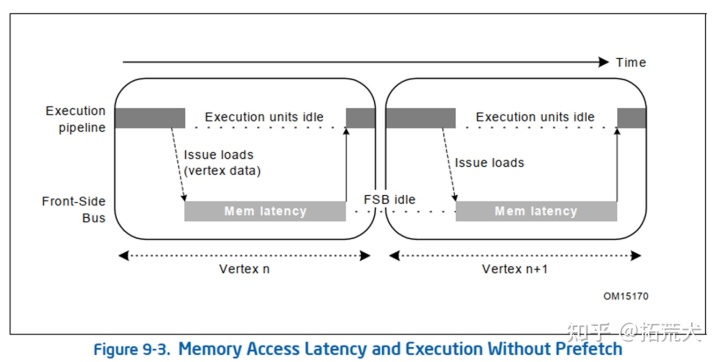 Time
Execution
pipeline
Execution units idle
Execution units idle
Issue loads
(vertex data)
Issue loads
Front-Side
Bus
Mem latency
FSB idle
Mem latency
Vertex n
Vertex n+1
OM15170
知乎 @拓荒犬
Figure 9-3. Memory Access Latency and Execution Without Prefetch